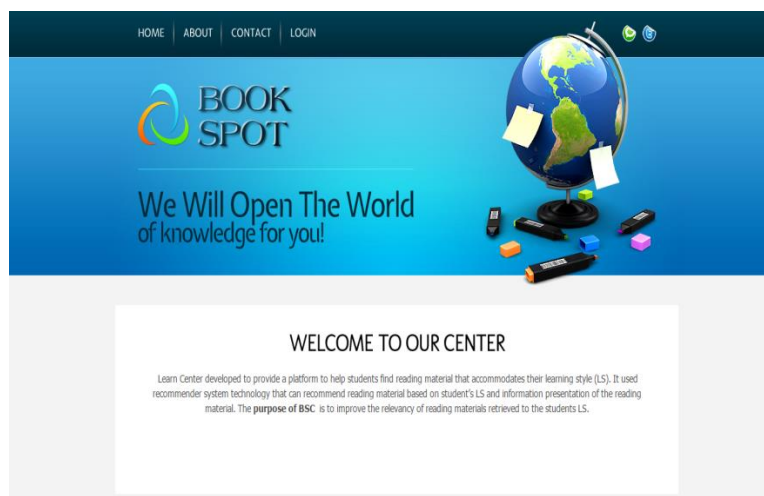 HOME ABOUT CONTACT LOGIN
BOOK
SPOT
We Will Open The World
of knowledge for you!
WELCOME TO OUR CENTER
Learn Center developed to provide a platform to help students find reading material that accommodates their learning style (LS). It used
recommender system technology that can recommend reading material based on student's LS and information presentation of the reading
material. The purpose of BSC is to improve the relevancy of reading materials retrieved to the students LS.